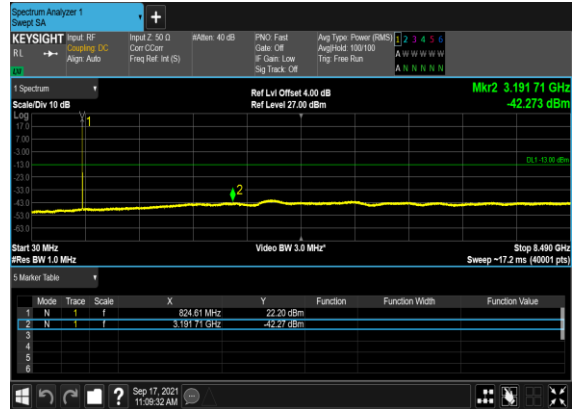 Spectrum Analyzer 1
Swept SA
+
KEYSIGHT Input: RF Input Z: 50 Ω #Atten: 40 dB PNO: Fast Avg Type: Power (RMS) 1 2 3 4 5 6
RL Coupling: DC Corr CCorr Gate: Off Avg|Hold: 100/100 A W W W W W
Align: Auto Freq Ref: Int (S) IF Gain: Low Trig: Free Run
Sig Track: Off A N N N N N
1 Spectrum Ref Lvl Offset 4.00 dB Mkr2 3.191 71 GHz
Scale/Div 10 dB Ref Level 27.00 dBm -42.273 dBm
Log
17.0 1
7.00
-3.00
-13.0 DL1 -13.00 dBm
-23.0
-33.0 2
-43.0
-53.0
-63.0
Start 30 MHz Video BW 3.0 MHz* Stop 8.490 GHz
#Res BW 1.0 MHz Sweep ~17.2 ms (40001 pts)
5 Marker Table
Mode Trace Scale X Y Function Function Width Function Value
1 N 1 f 824.61 MHz 22.20 dBm
2 N 1 f 3.191 71 GHz -42.27 dBm
3
4
5
6
? Sep 17, 2021
11:09:32 AM